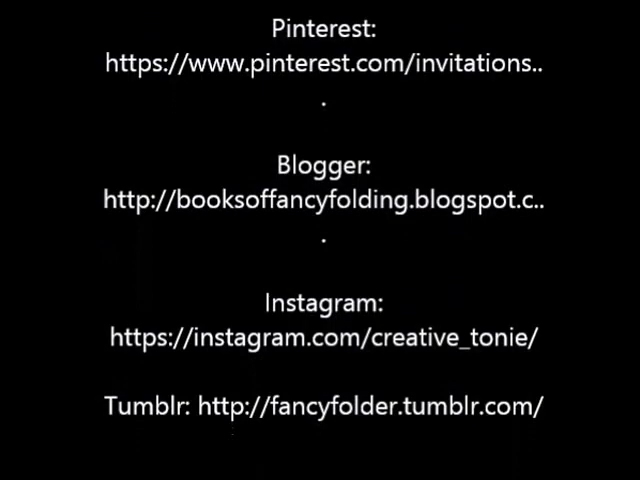 Pinterest:
https://www.pinterest.com/invitations..
.
Blogger:
http://booksoffancyfolding.blogspot.c..
.
Instagram:
https://instagram.com/creative_tonie/
Tumblr: http://fancyfolder.tumblr.com/